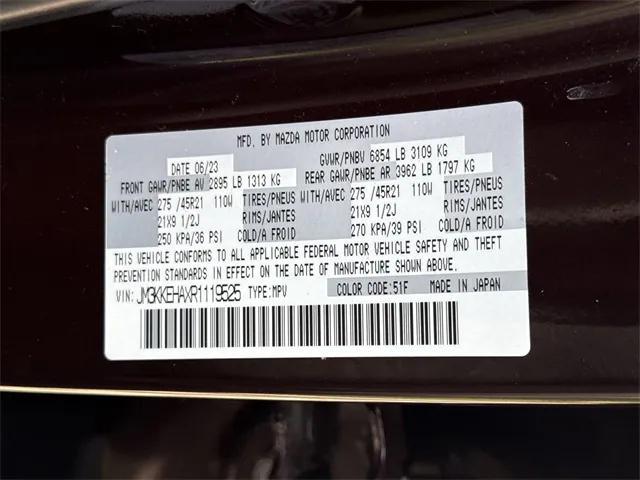 MFD. BY MAZDA MOTOR CORPORATION
DATE 06/23 GVWR/PNBV 6854 LB 3109 KG
FRONT GAWR/PNBE AV 2895 LB 1313 KG REAR GAWR/PNBE AR 3962 LB 1797 KG
WITH/AVEC 275 /45R21 110W TIRES/PNEUS WITH/AVEC 275 /45R21 110W TIRES/PNEUS
21X9 1/2J RIMS/JANTES 21X9 1/2J RIMS/JANTES
250 KPA/36 PSI COLD/A FROID 270 KPA/39 PSI COLD/A FROID
THIS VEHICLE CONFORMS TO ALL APPLICABLE FEDERAL MOTOR VEHICLE SAFETY AND THEFT
PREVENTION STANDARDS IN EFFECT ON THE DATE OF MANUFACTURE SHOWN ABOVE.
VIN: JM3KKEHAXR1119525 TYPE:MPV COLOR CODE:51F MADE IN JAPAN